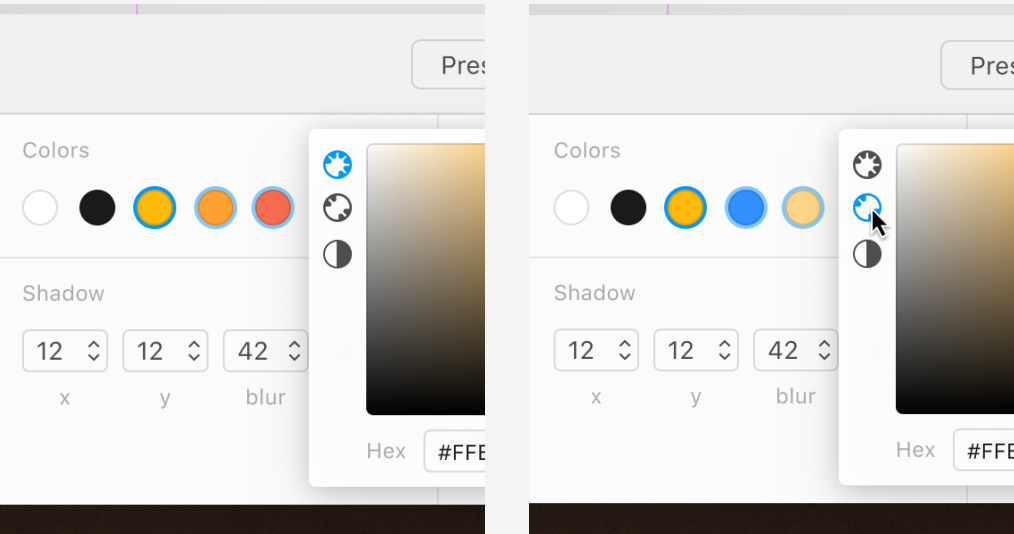 Pres
Colors
Shadow
12 12 42
x y blur
Hex #FFE
Pres
Colors
Shadow
12 12 42
x y blur
Hex #FFE